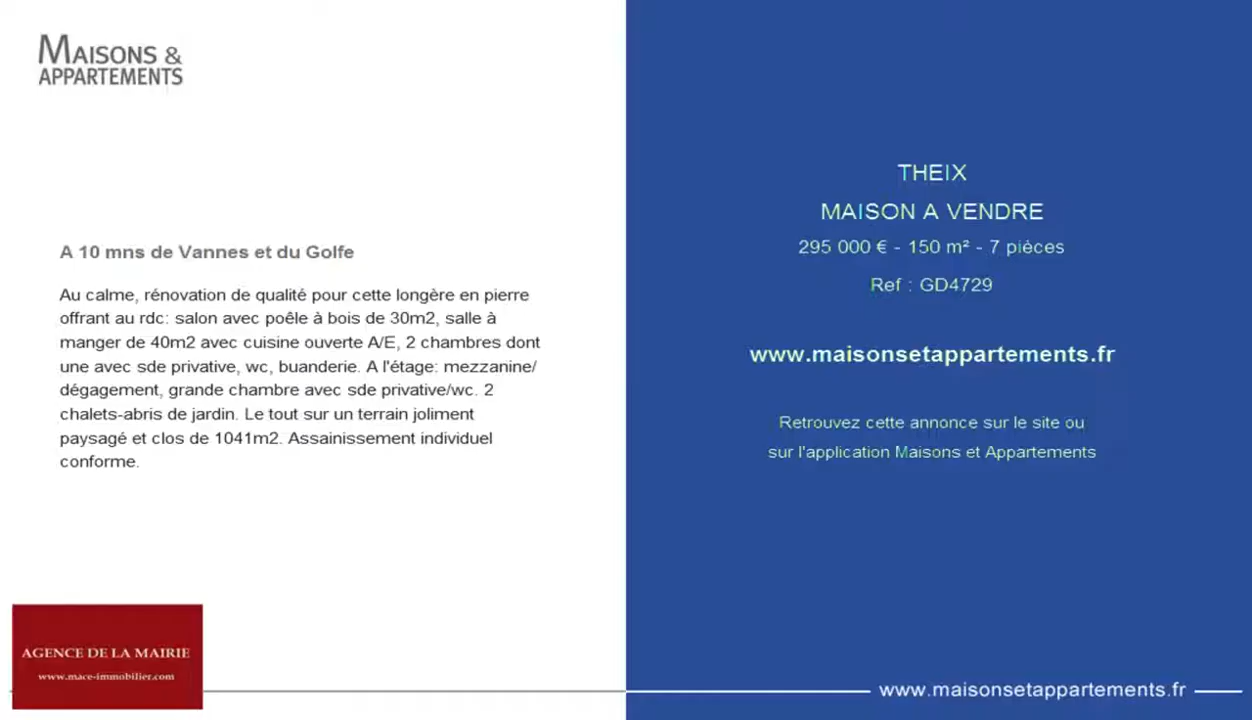 MAISONS &
APPARTEMENTS
A 10 mns de Vannes et du Golfe
Au calme, rénovation de qualité pour cette longère en pierre
offrant au rdc: salon avec poêle à bois de 30m2, salle à
manger de 40m2 avec cuisine ouverte A/E, 2 chambres dont
une avec sde privative, wc, buanderie. A l'étage: mezzanine/
dégagement, grande chambre avec sde privative/wc. 2
chalets-abris de jardin. Le tout sur un terrain joliment
paysagé et clos de 1041m2. Assainissement individuel
conforme.
AGENCE DE LA MAIRIE
www.mace-immobilier.com
THEIX
MAISON A VENDRE
295 000 € - 150 m² - 7 pièces
Ref : GD4729
www.maisonsetappartements.fr
Retrouvez cette annonce sur le site ou
sur l'application Maisons et Appartements
www.maisonsetappartements.fr